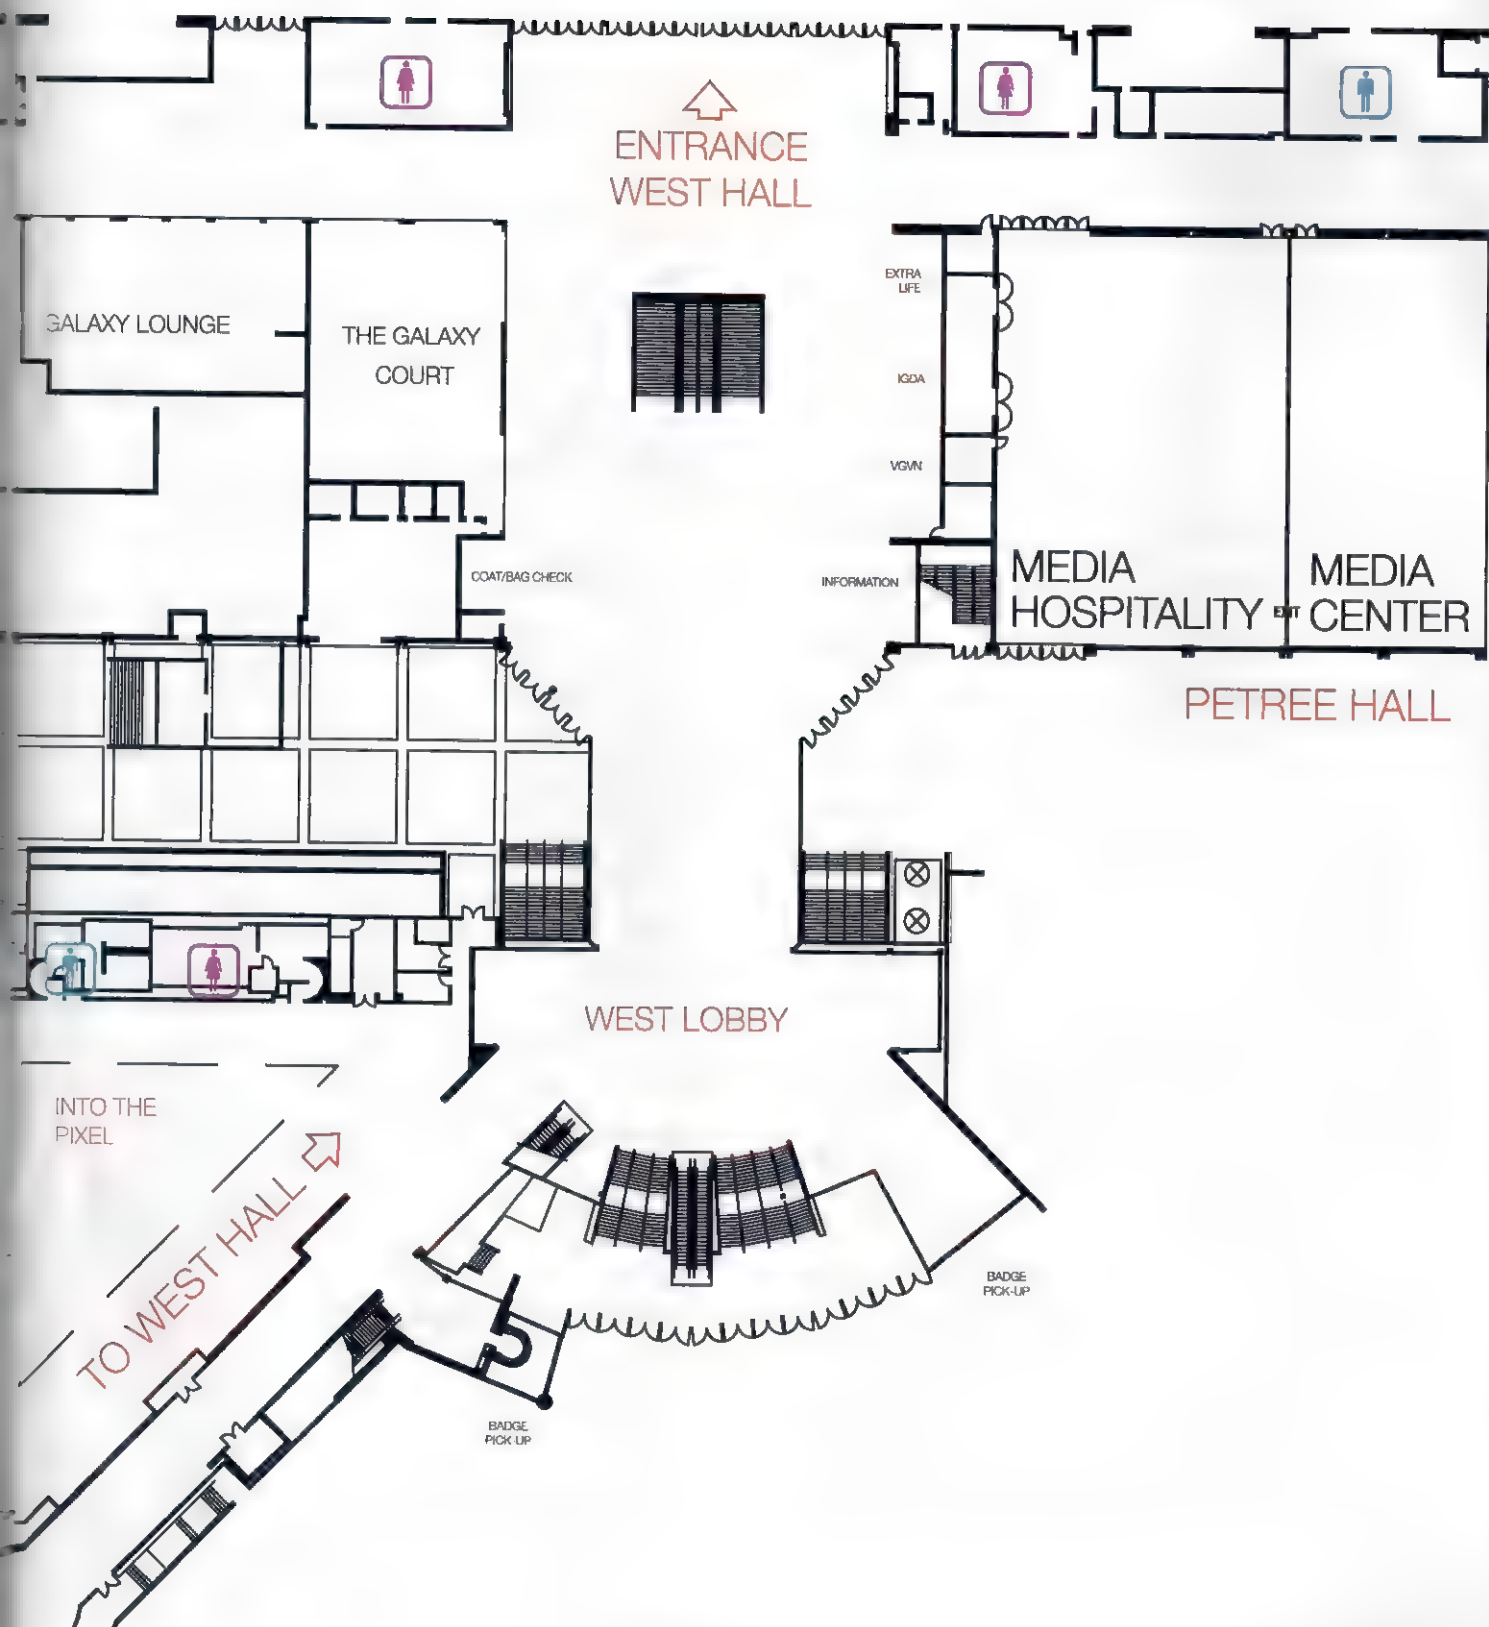 ENTRANCE
WEST HALL
EXTRA
LIFE
GALAXY LOUNGE
THE GALAXY
COURT
IGDA
VGVN
COAT/BAG CHECK
INFORMATION
MEDIA
HOSPITALITY
EXIT
MEDIA
CENTER
PETREE HALL
WEST LOBBY
INTO THE
PIXEL
TO WEST HALL
BADGE
PICK-UP
BADGE
PICK-UP